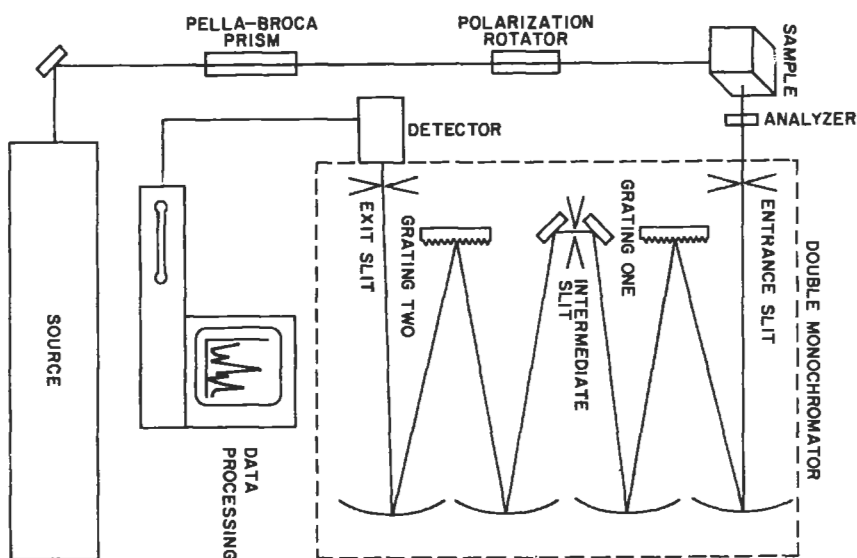 PELLA-BROCA
PRISM
POLARIZATION
ROTATOR
SAMPLE
ANALYZER
DETECTOR
EXIT SLIT
GRATING TWO
INTERMEDIATE
SLIT
GRATING ONE
ENTRANCE SLIT
DOUBLE MONOCHROMATOR
SOURCE
DATA
PROCESSING